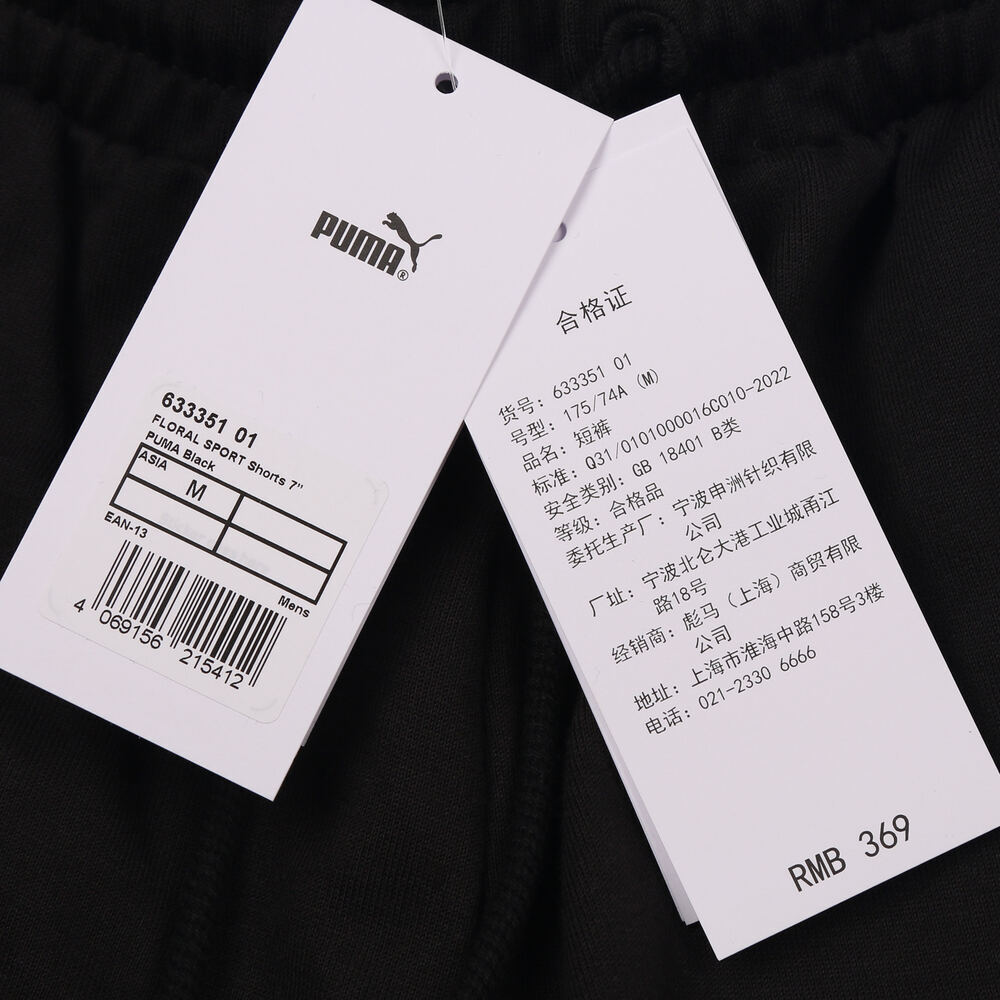 PUMA®
633351 01
FLORAL SPORT Shorts 7"
PUMA Black
ASIA
M
EAN-13
Mens
4 069156 215412
合格证
货号: 633351 01
号型: 175/74A (M)
品名: 短裤
标准: Q31/0101000016C010-2022
安全类别: GB 18401 B类
等级: 合格品
委托生产厂: 宁波申洲针织有限
公司
厂址: 宁波北仑大港工业城甬江
路18号
经销商: 彪马（上海）商贸有限
公司
地址: 上海市淮海中路158号3楼
电话: 021-2330 6666
RMB 369